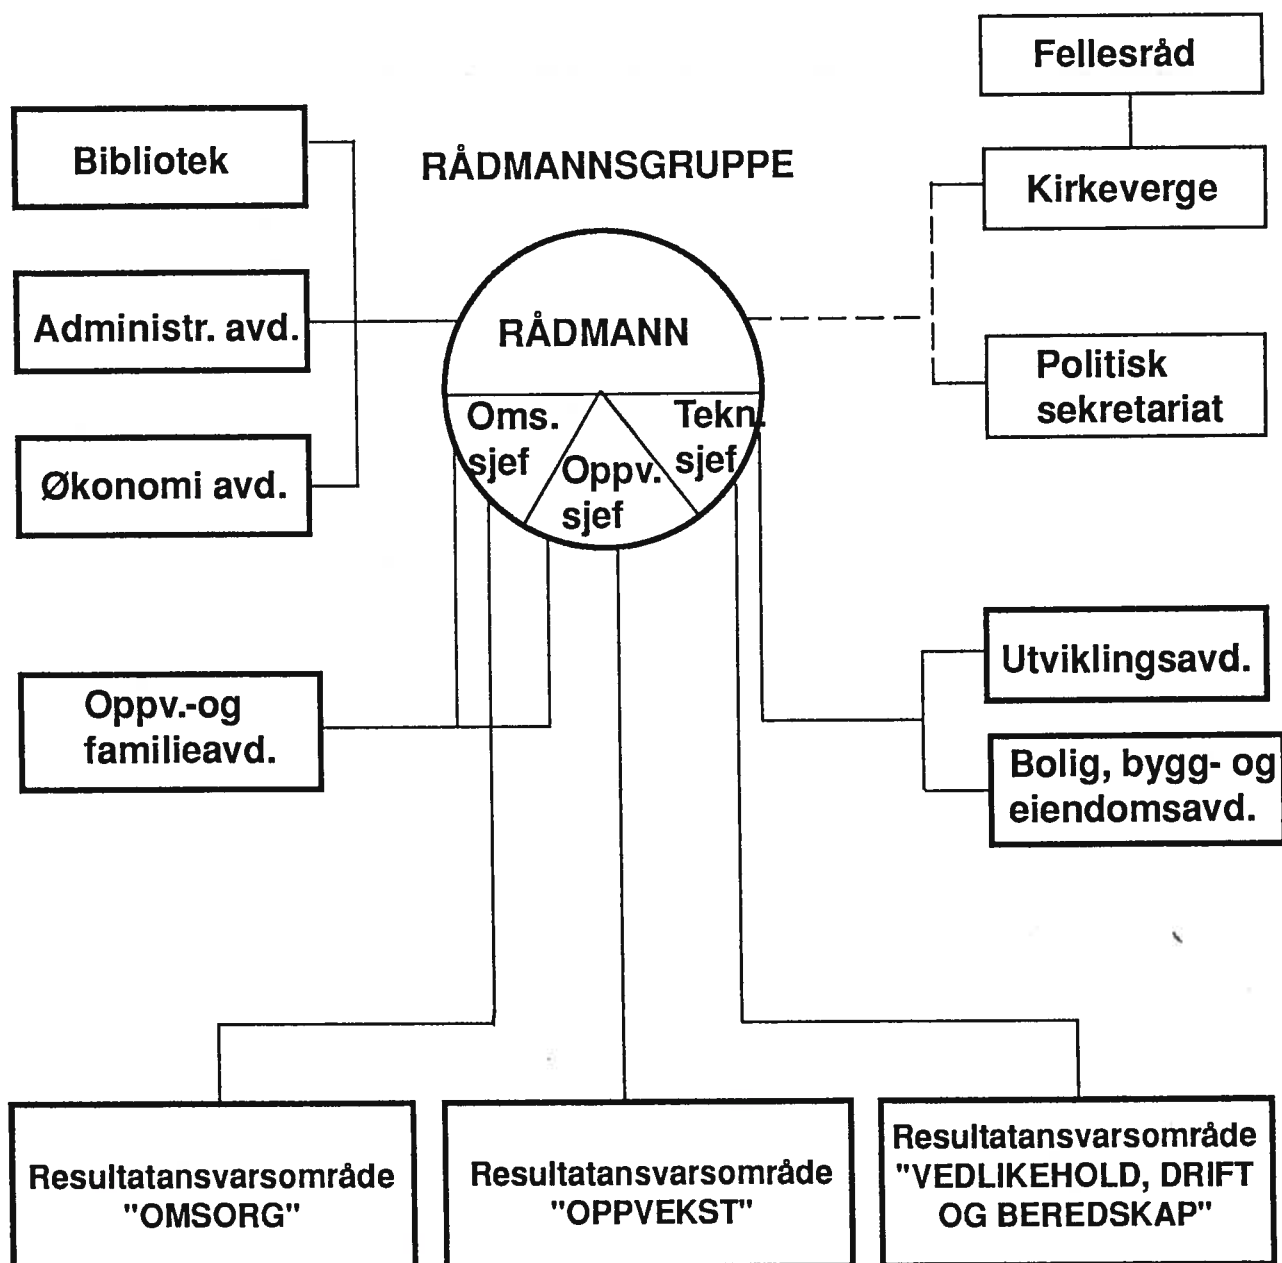 Fellesråd
Bibliotek
RÅDMANNSGRUPPE
Kirkeverge
Administr. avd.
RÅDMANN
Politisk
sekretariat
Oms.
sjef
Oppv.
sjef
Tekn.
sjef
Økonomi avd.
Oppv.-og
familieavd.
Utviklingsavd.
Bolig, bygg- og
eiendomsavd.
Resultatansvarsområde
"OMSORG"
Resultatansvarsområde
"OPPVEKST"
Resultatansvarsområde
"VEDLIKEHOLD, DRIFT
OG BEREDSKAP"